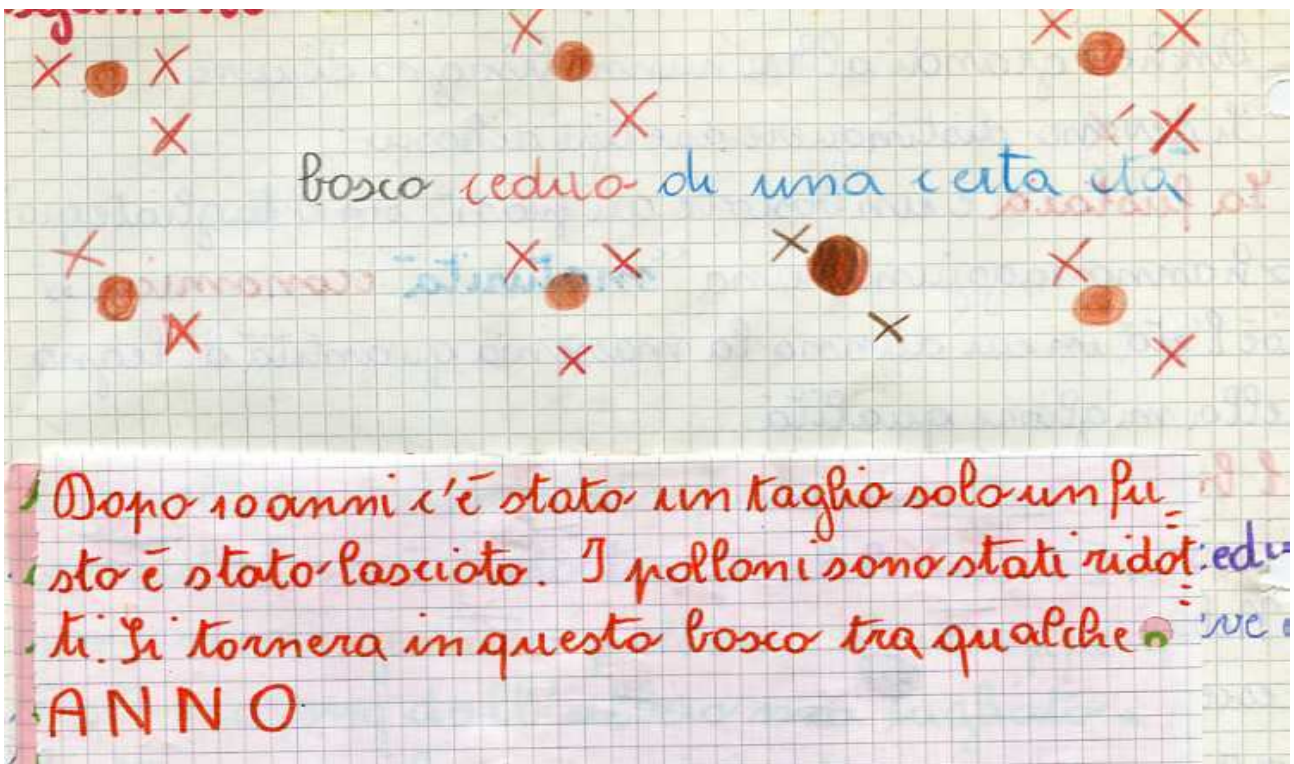 bosco ceduo di una certa età
Dopo 10 anni c'è stato un taglio solo un fu=
sto è stato lasciato. I polloni sono stati ridot=
ti. Si tornera in questo bosco tra qualche
ANNO